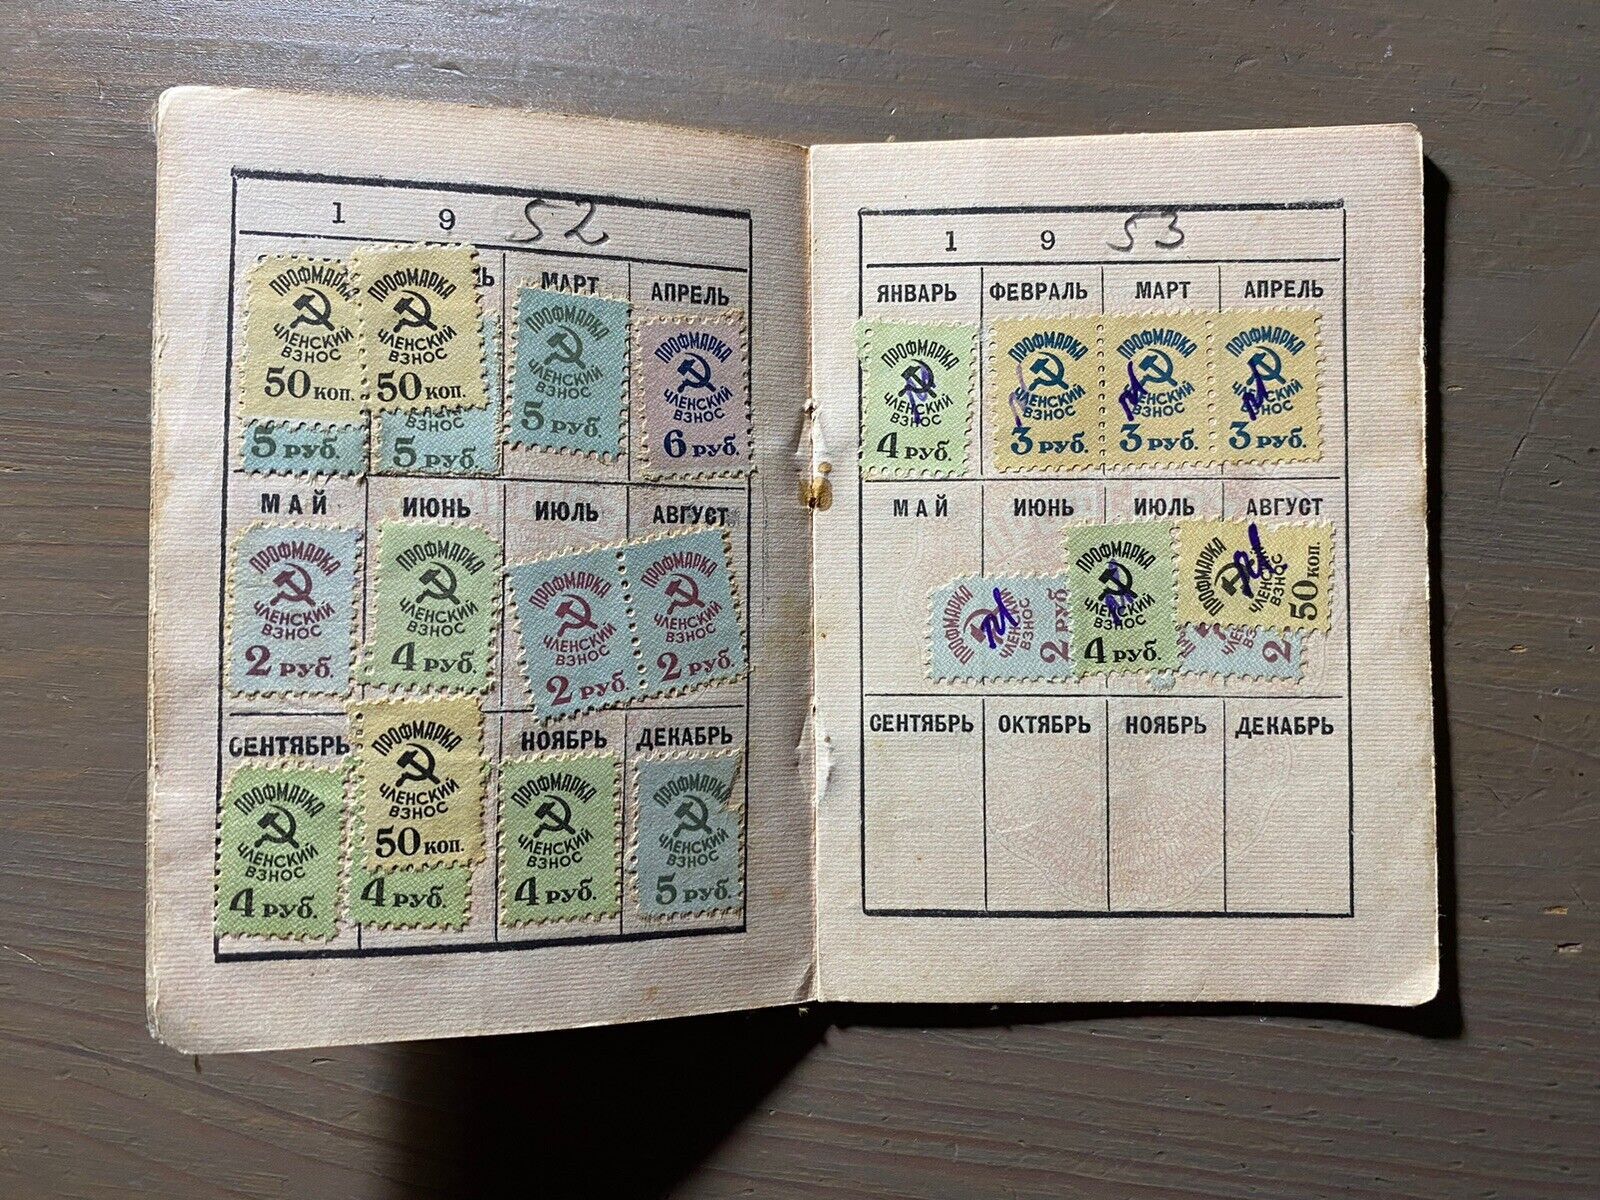 1 9 52
МАРТ АПРЕЛЬ
ПРОФМАРКА ЧЛЕНСКИЙ ВЗНОС 50 коп.
ПРОФМАРКА ЧЛЕНСКИЙ ВЗНОС 50 коп.
ПРОФМАРКА ЧЛЕНСКИЙ ВЗНОС 5 руб.
ПРОФМАРКА ЧЛЕНСКИЙ ВЗНОС 6 руб.
5 руб.
5 руб.
МАЙ ИЮНЬ ИЮЛЬ АВГУСТ
ПРОФМАРКА ЧЛЕНСКИЙ ВЗНОС 2 руб.
ПРОФМАРКА ЧЛЕНСКИЙ ВЗНОС 4 руб.
ПРОФМАРКА ЧЛЕНСКИЙ ВЗНОС 2 руб.
ПРОФМАРКА ЧЛЕНСКИЙ ВЗНОС 2 руб.
СЕНТЯБРЬ НОЯБРЬ ДЕКАБРЬ
ПРОФМАРКА ЧЛЕНСКИЙ ВЗНОС 4 руб.
ПРОФМАРКА ЧЛЕНСКИЙ ВЗНОС 50 коп.
4 руб.
ПРОФМАРКА ЧЛЕНСКИЙ ВЗНОС 4 руб.
ПРОФМАРКА ЧЛЕНСКИЙ ВЗНОС 5 руб.
1 9 53
ЯНВАРЬ ФЕВРАЛЬ МАРТ АПРЕЛЬ
ПРОФМАРКА ЧЛЕНСКИЙ ВЗНОС 4 руб.
ПРОФМАРКА ЧЛЕНСКИЙ ВЗНОС 3 руб.
ПРОФМАРКА ЧЛЕНСКИЙ ВЗНОС 3 руб.
ПРОФМАРКА ЧЛЕНСКИЙ ВЗНОС 3 руб.
МАЙ ИЮНЬ ИЮЛЬ АВГУСТ
ПРОФМАРКА ЧЛЕНСКИЙ ВЗНОС 2 руб.
ПРОФМАРКА ЧЛЕНСКИЙ ВЗНОС 4 руб.
ПРОФМАРКА ЧЛЕНСКИЙ ВЗНОС 50 коп.
ВЗНОС 2
СЕНТЯБРЬ ОКТЯБРЬ НОЯБРЬ ДЕКАБРЬ